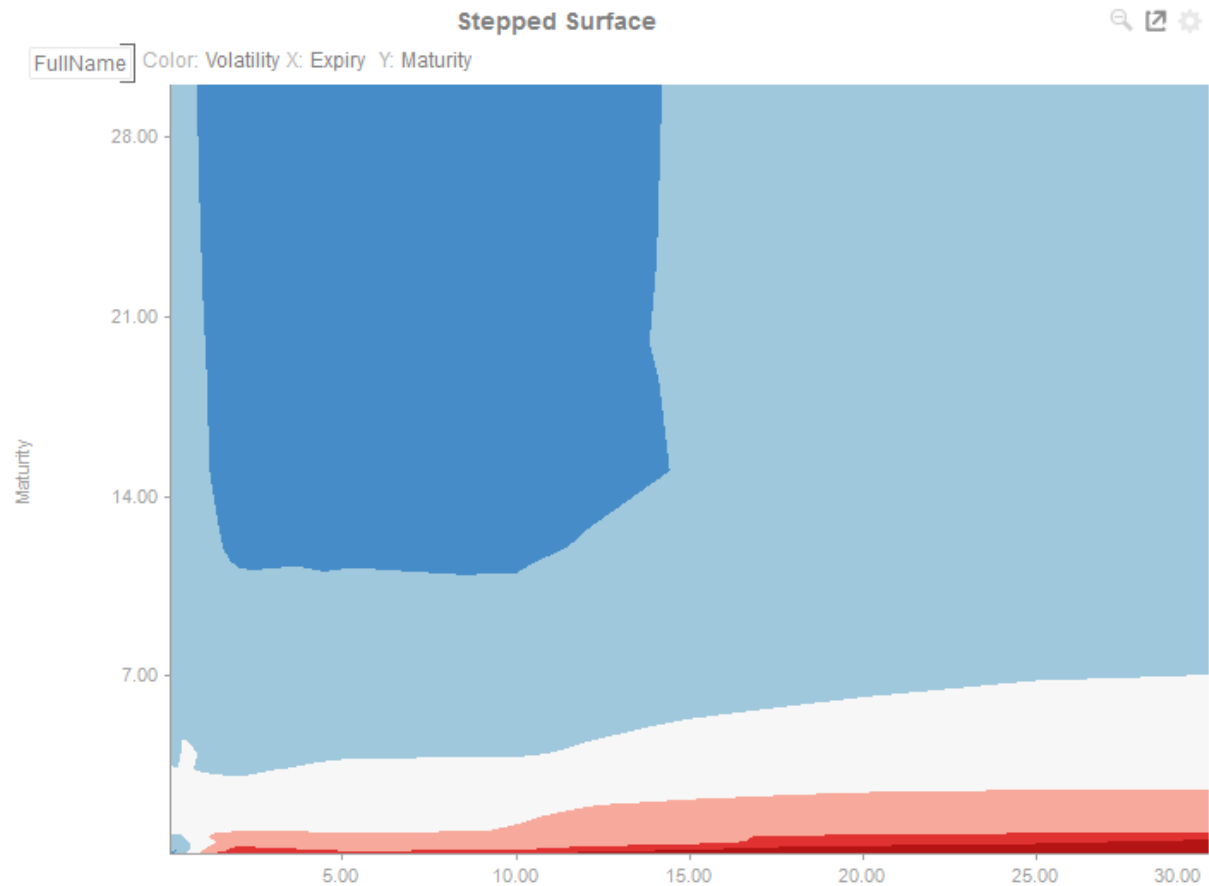 Stepped Surface
FullName Color: Volatility X: Expiry Y: Maturity
28.00
21.00
Maturity
14.00
7.00
5.00 10.00 15.00 20.00 25.00 30.00